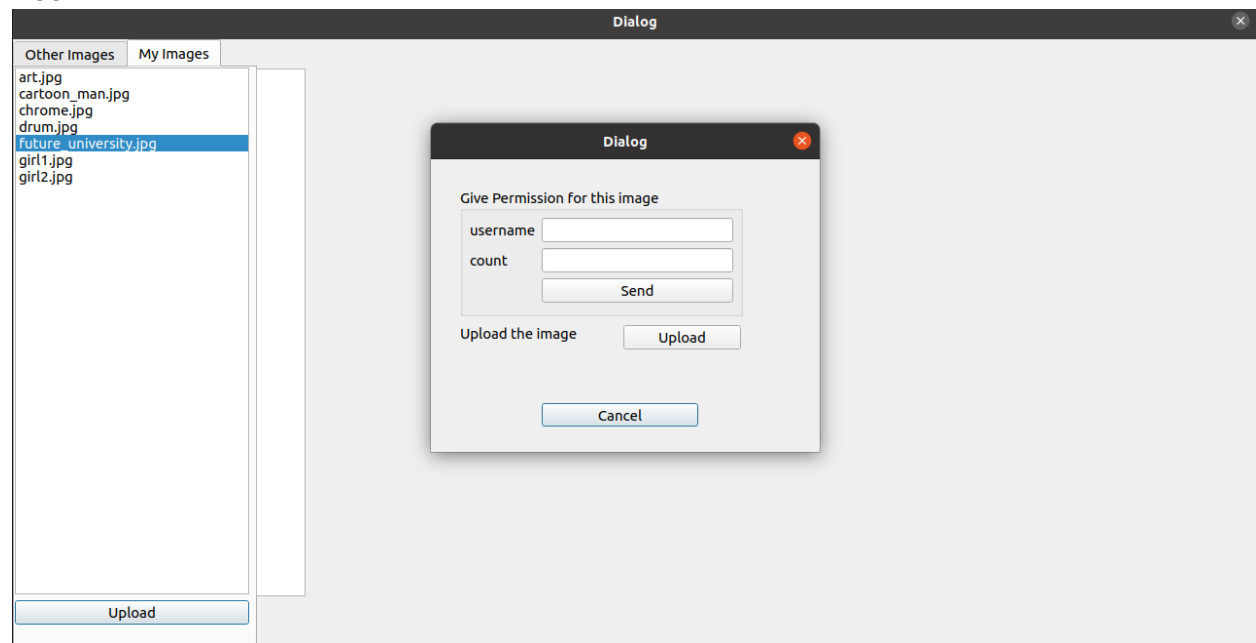 Dialog
Other Images My Images
art.jpg
cartoon_man.jpg
chrome.jpg
drum.jpg
future_university.jpg
girl1.jpg
girl2.jpg
Upload
Dialog
Give Permission for this image
username
count
Send
Upload the image Upload
Cancel